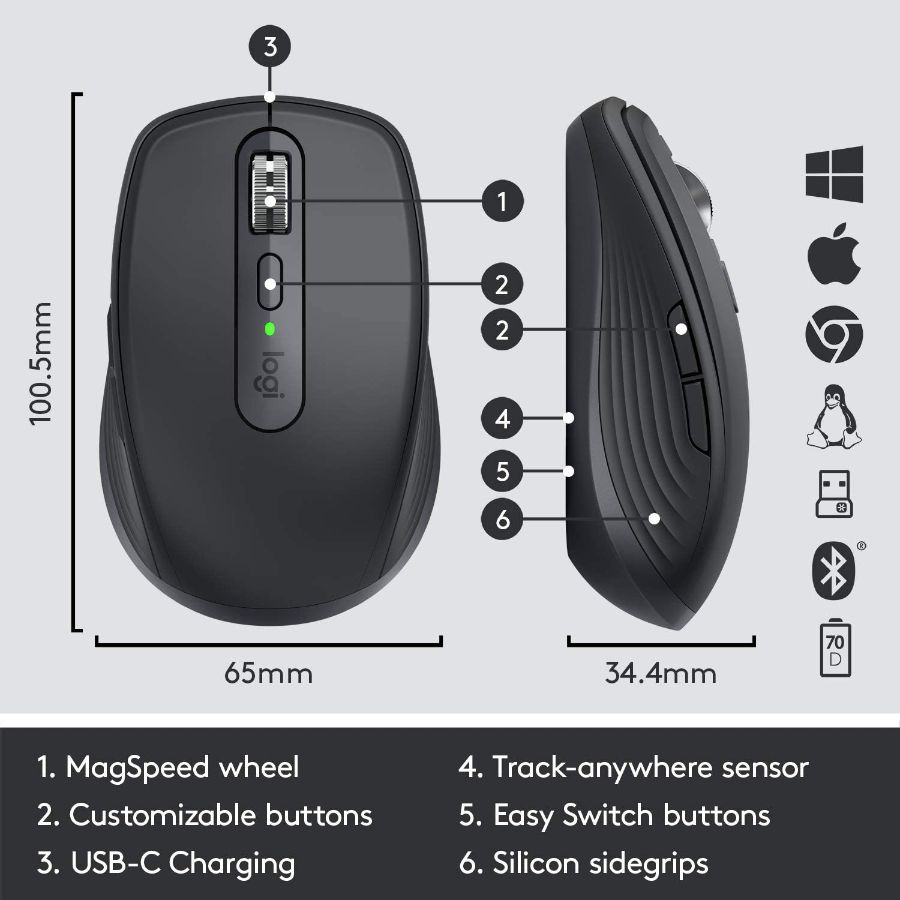 3
1
2
2
4
5
6
logi
100.5mm
65mm
34.4mm
®
70
D
1. MagSpeed wheel
2. Customizable buttons
3. USB-C Charging
4. Track-anywhere sensor
5. Easy Switch buttons
6. Silicon sidegrips